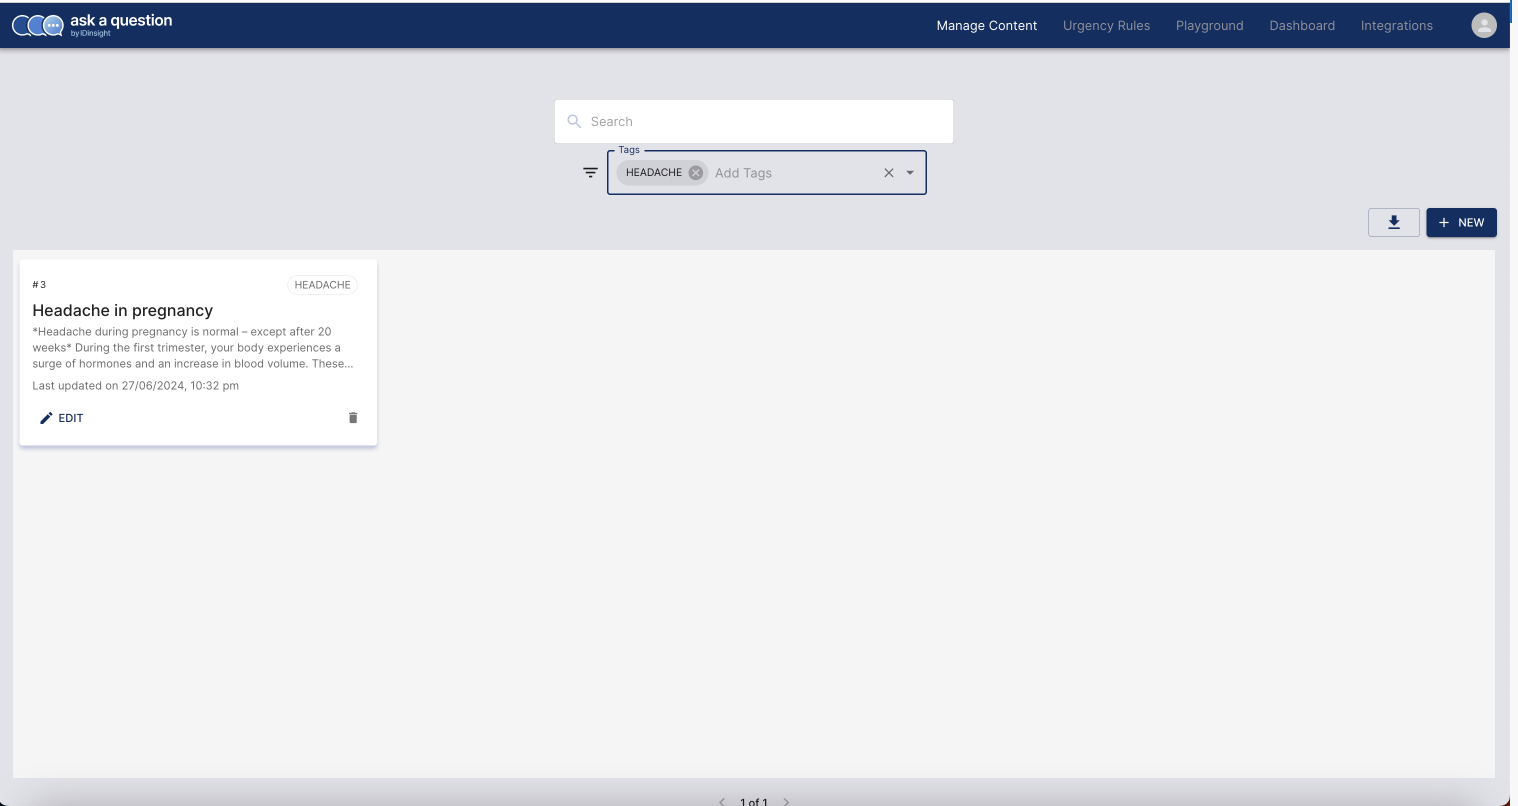 ask a question
by IDinsight
Manage Content
Urgency Rules
Playground
Dashboard
Integrations
Search
Tags
HEADACHE
Add Tags
NEW
#3
HEADACHE
Headache in pregnancy
*Headache during pregnancy is normal – except after 20
weeks* During the first trimester, your body experiences a
surge of hormones and an increase in blood volume. These...
Last updated on 27/06/2024, 10:32 pm
EDIT
1 of 1